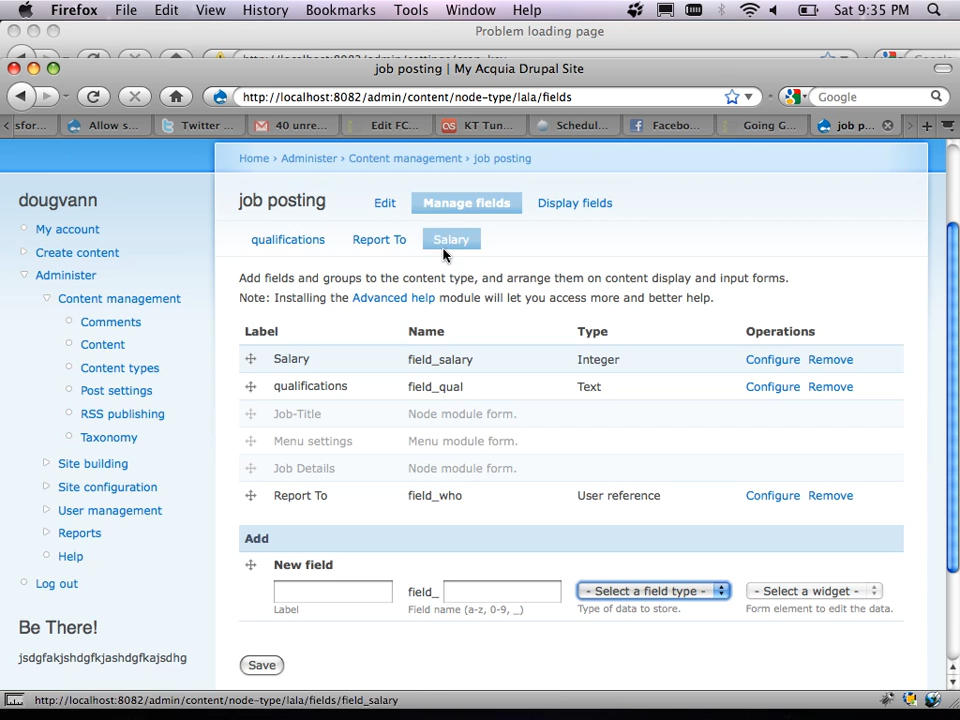 Firefox File Edit View History Bookmarks Tools Window Help Sat 9:35 PM
Problem loading page
job posting | My Acquia Drupal Site
http://localhost:8082/admin/content/node-type/lala/fields Google
sfor... Allow s... Twitter ... 40 unre... Edit FC... KT Tun... Schedul... Facebo... Going G... job p...
Home › Administer › Content management › job posting
dougvann
job posting Edit Manage fields Display fields
My account
qualifications Report To Salary
Create content
Administer
Add fields and groups to the content type, and arrange them on content display and input forms.
Content management
Note: Installing the Advanced help module will let you access more and better help.
Comments
Label Name Type Operations
Content
Salary field_salary Integer Configure Remove
Content types
qualifications field_qual Text Configure Remove
Post settings
RSS publishing
Job-Title Node module form.
Taxonomy
Menu settings Menu module form.
Site building
Job Details Node module form.
Site configuration
Report To field_who User reference Configure Remove
User management
Reports
Add
Help
New field
Log out
field_ - Select a field type - - Select a widget -
Label Field name (a-z, 0-9, _) Type of data to store. Form element to edit the data.
Be There!
jsdgfakjshdgfkjashdgfkajsdhg
Save
http://localhost:8082/admin/content/node-type/lala/fields/field_salary